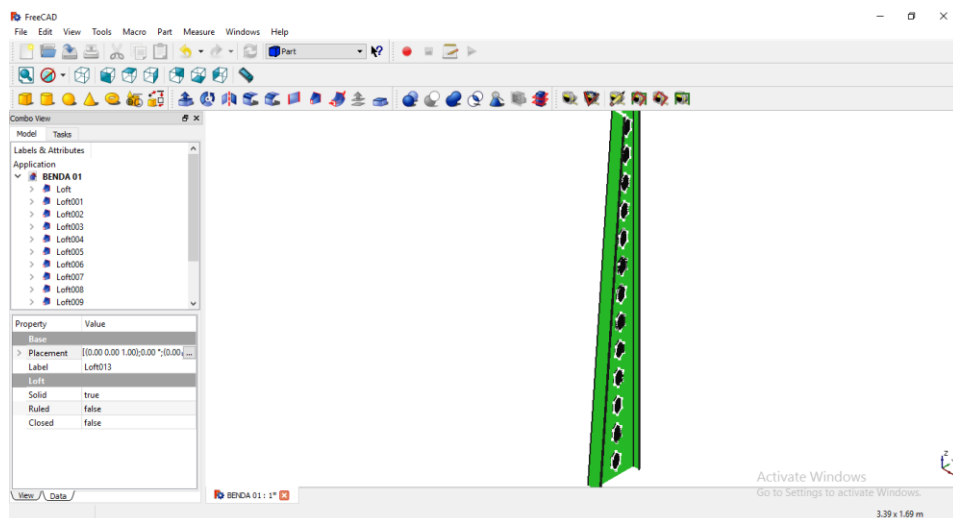 FreeCAD
File Edit View Tools Macro Part Measure Windows Help
Part
Combo View
Model Tasks
Labels & Attributes
Application
BENDA 01
Loft
Loft001
Loft002
Loft003
Loft004
Loft005
Loft006
Loft007
Loft008
Loft009
Property Value
Base
Placement [(0.00 0.00 1.00);0.00 °;(0.00 ...
Label Loft013
Loft
Solid true
Ruled false
Closed false
View Data
BENDA 01 : 1*
Z
Activate Windows
Go to Settings to activate Windows.
3.39 x 1.69 m